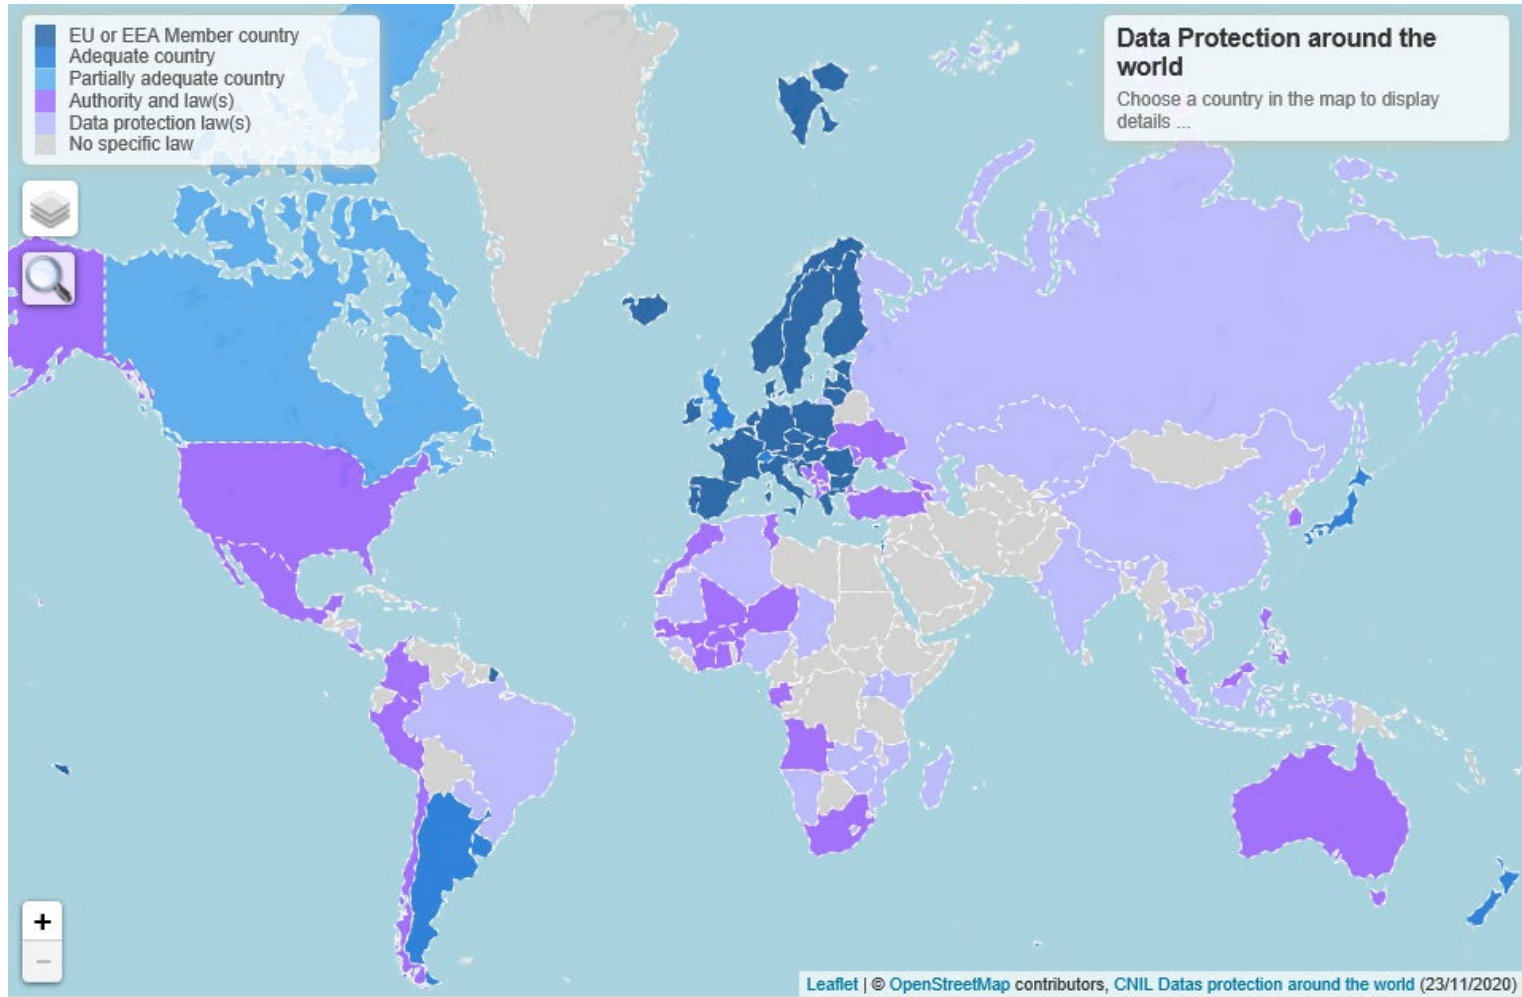 EU or EEA Member country
Adequate country
Partially adequate country
Authority and law(s)
Data protection law(s)
No specific law
Data Protection around the
world
Choose a country in the map to display
details ...
+
−
Leaflet | © OpenStreetMap contributors, CNIL Datas protection around the world (23/11/2020)